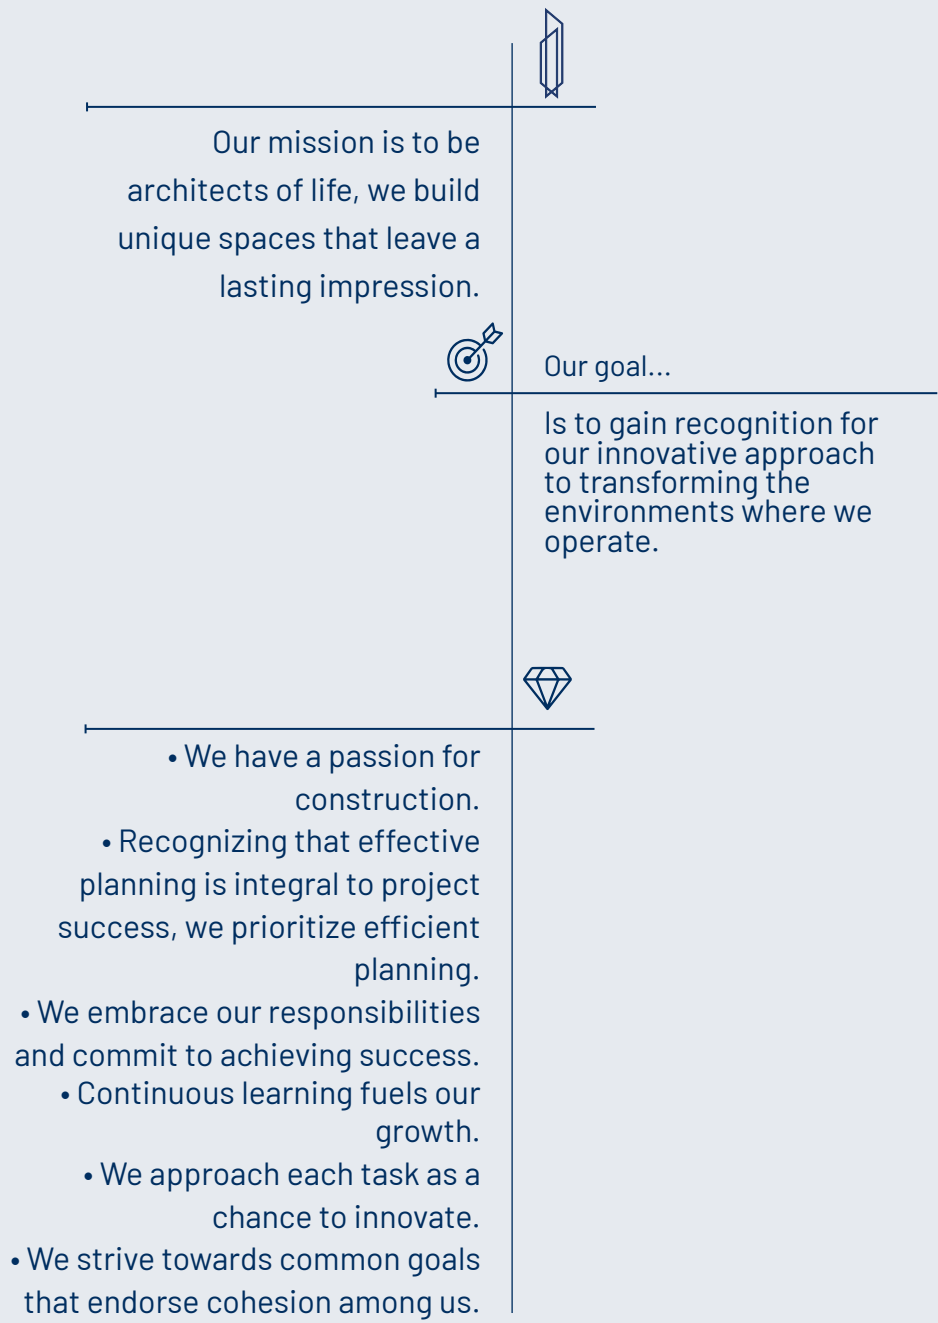 Our mission is to be
architects of life, we build
unique spaces that leave a
lasting impression.
Our goal...
Is to gain recognition for
our innovative approach
to transforming the
environments where we
operate.
• We have a passion for
construction.
• Recognizing that effective
planning is integral to project
success, we prioritize efficient
planning.
• We embrace our responsibilities
and commit to achieving success.
• Continuous learning fuels our
growth.
• We approach each task as a
chance to innovate.
• We strive towards common goals
that endorse cohesion among us.